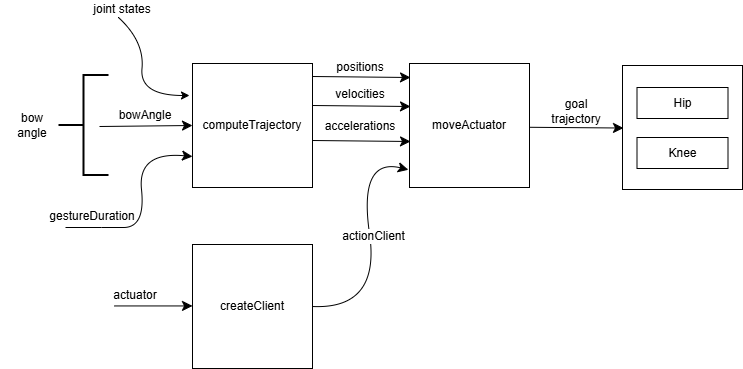 joint states
bow
angle
bowAngle
gestureDuration
computeTrajectory
positions
velocities
accelerations
moveActuator
goal
trajectory
Hip
Knee
actionClient
actuator
createClient